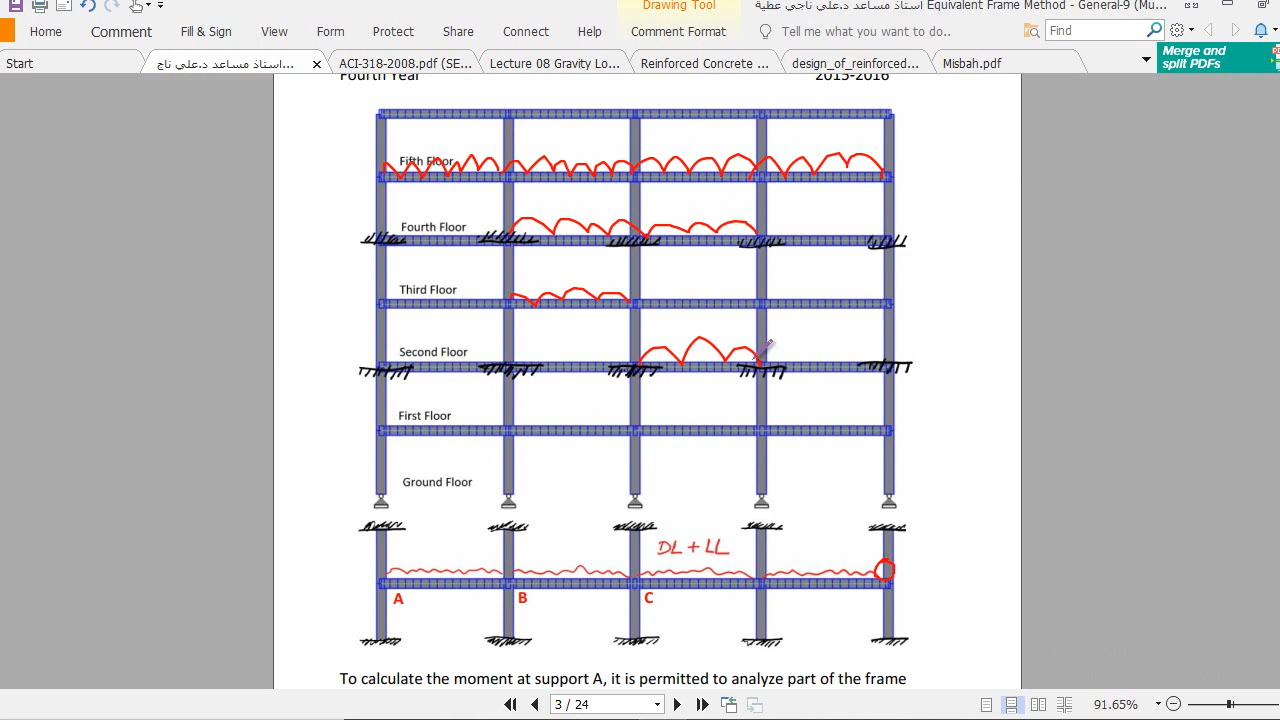 Drawing Tool
استاذ مساعد د.علي ناجي عطية Equivalent Frame Method - General-9 (Mu...
Home Comment Fill & Sign View Form Protect Share Connect Help Comment Format Tell me what you want to do... Find
Start استاذ مساعد د.علي ناج... ACI-318-2008.pdf (SE... Lecture 08 Gravity Lo... Reinforced Concrete ... design_of_reinforced... Misbah.pdf Merge and
split PDFs
Fourth Year 2015-2016
Fifth Floor
Fourth Floor
Third Floor
Second Floor
First Floor
Ground Floor
DL + LL
A B C
To calculate the moment at support A, it is permitted to analyze part of the frame
3 / 24 91.65%